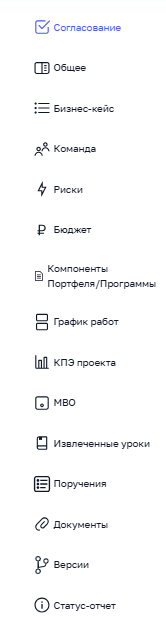 Согласование
Общее
Бизнес-кейс
Команда
Риски
Бюджет
Компоненты
Портфеля/Программы
График работ
КПЭ проекта
МВО
Извлеченные уроки
Поручения
Документы
Версии
Статус-отчет